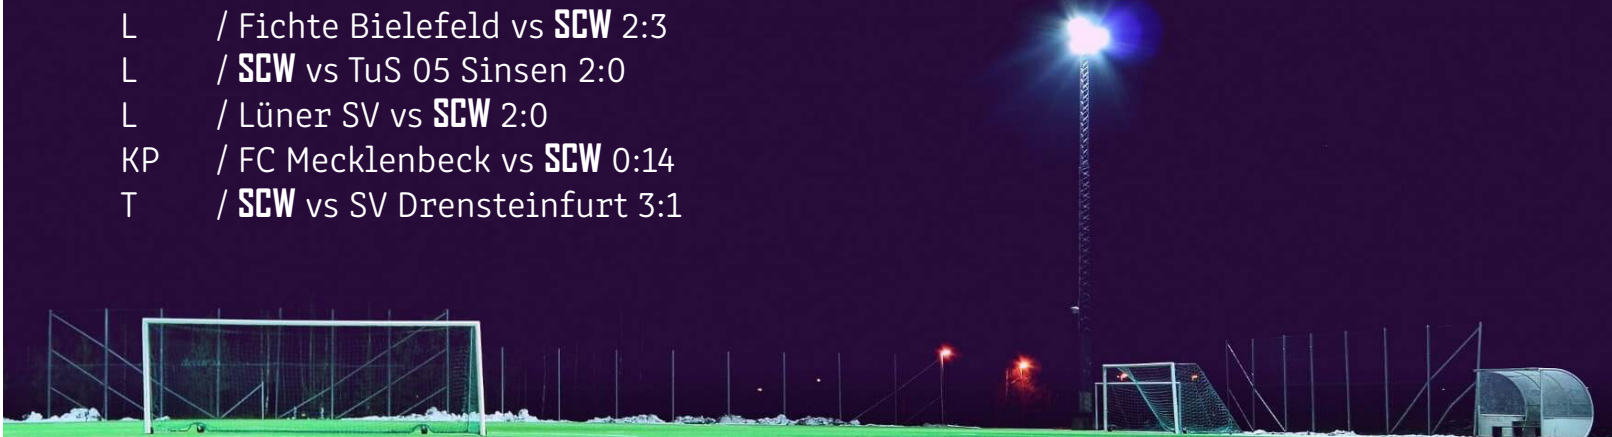 L / Fichte Bielefeld vs SCW 2:3
L / SCW vs TuS 05 Sinsen 2:0
L / Lüner SV vs SCW 2:0
KP / FC Mecklenbeck vs SCW 0:14
T / SCW vs SV Drensteinfurt 3:1